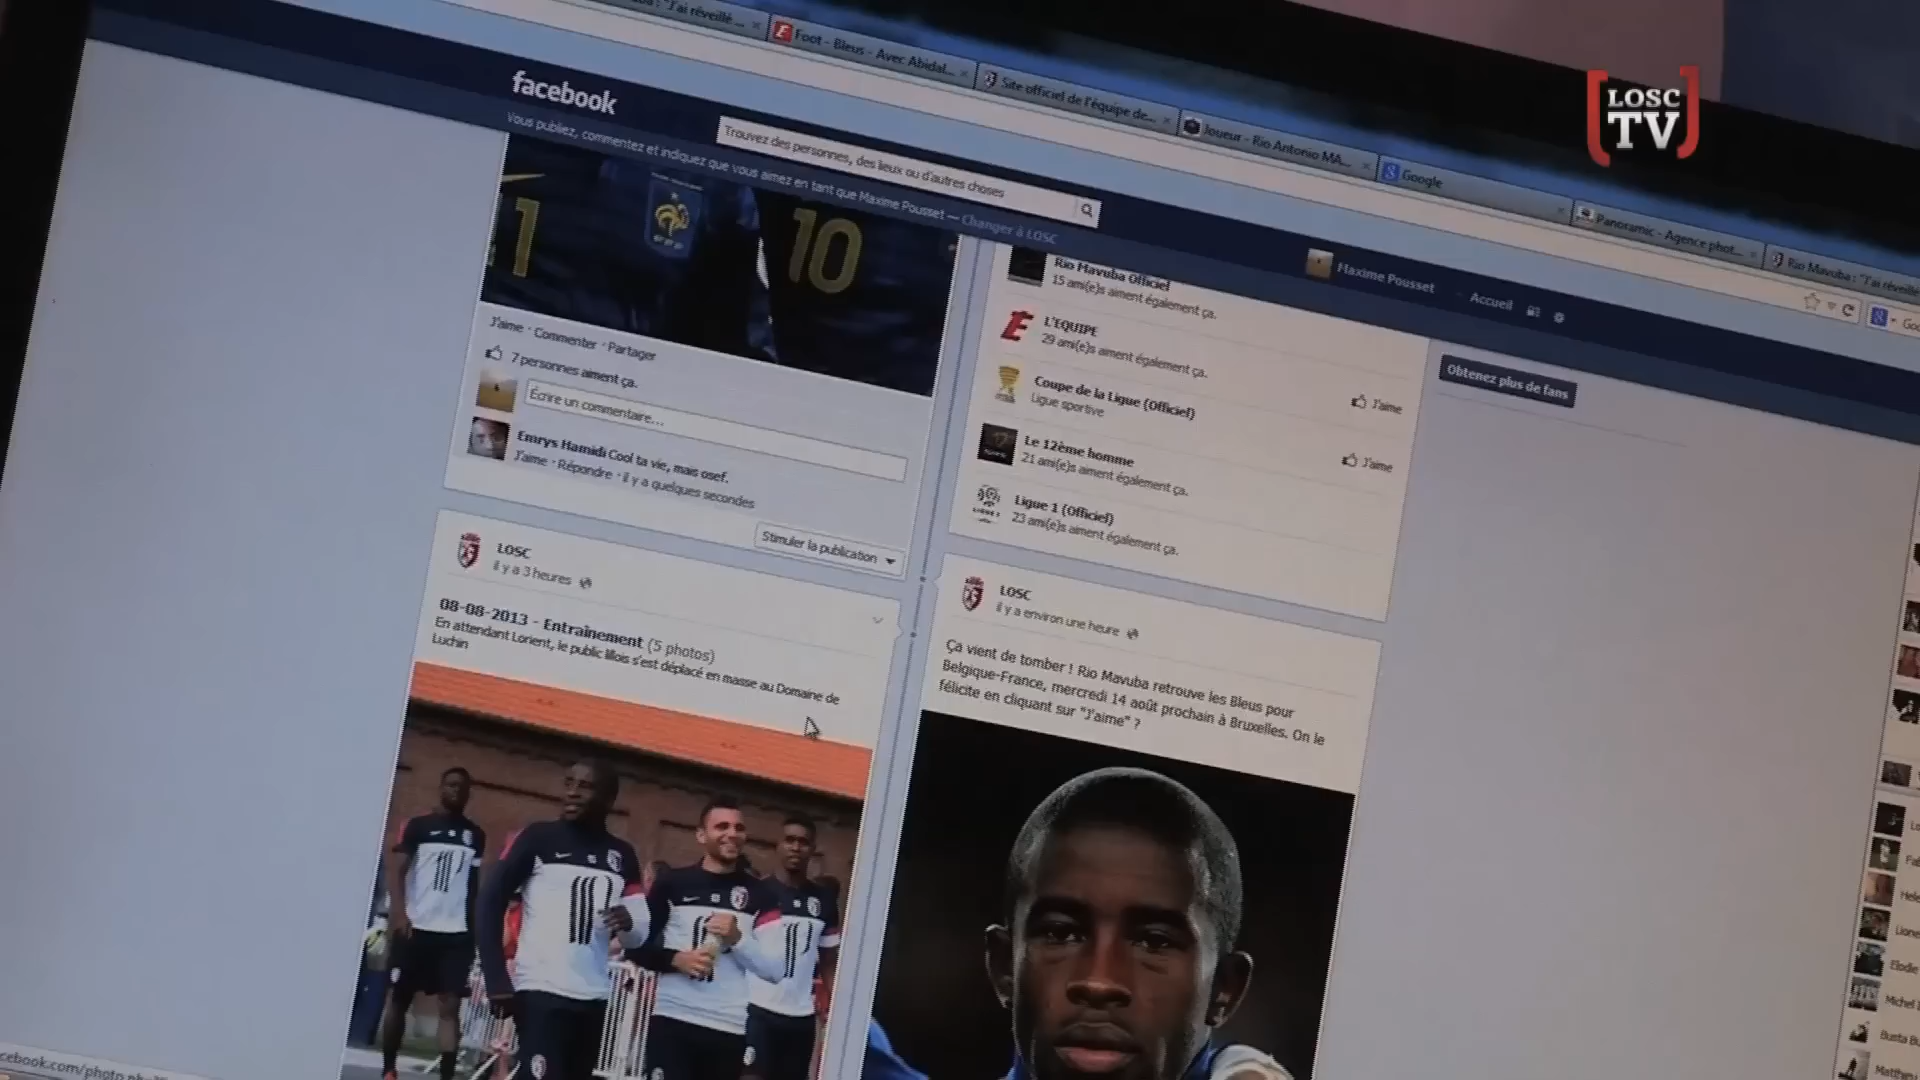 Foot - Bleus - Avec Abidal...
Site officiel de l'équipe de...
Joueur - Rio Antonio MA...
Google
Panoramic - Agence phot...
LOSC
TV
facebook
Trouvez des personnes, des lieux ou d'autres choses
Maxime Pousset
Accueil
Vous publiez, commentez et indiquez que vous aimez en tant que Maxime Pousset — Changer à LOSC
1
10
J'aime · Commenter · Partager
7 personnes aiment ça.
Écrire un commentaire...
Emrys Hamidi Cool ta vie, mais osef.
J'aime · Répondre · il y a quelques secondes
Stimuler la publication
LOSC
il y a 3 heures
08-08-2013 - Entraînement (5 photos)
En attendant Lorient, le public lillois s'est déplacé en masse au Domaine de
Luchin
Rio Mavuba Officiel
15 ami(e)s aiment également ça.
L'EQUIPE
29 ami(e)s aiment également ça.
Coupe de la Ligue (Officiel)
Ligue sportive
J'aime
Le 12ème homme
21 ami(e)s aiment également ça.
J'aime
Ligue 1 (Officiel)
23 ami(e)s aiment également ça.
LOSC
il y a environ une heure
Ça vient de tomber ! Rio Mavuba retrouve les Bleus pour
Belgique-France, mercredi 14 août prochain à Bruxelles. On le
félicite en cliquant sur "J'aime" ?
Obtenez plus de fans